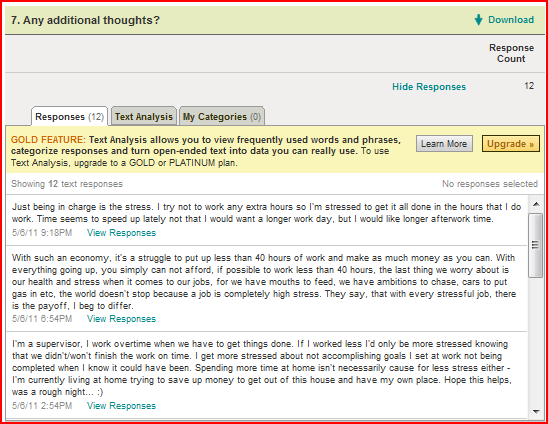 7. Any additional thoughts?
Download
Response
Count
Hide Responses
12
Responses (12)
Text Analysis
My Categories (0)
GOLD FEATURE: Text Analysis allows you to view frequently used words and phrases,
categorize responses and turn open-ended text into data you can really use. To use
Text Analysis, upgrade to a GOLD or PLATINUM plan.
Learn More
Upgrade »
Showing 12 text responses
No responses selected
Just being in charge is the stress. I try not to work any extra hours so I'm stressed to get it all done in the hours that I do
work. Time seems to speed up lately not that I would want a longer work day, but I would like longer afterwork time.
5/6/11 9:18PM View Responses
With such an economy, it's a struggle to put up less than 40 hours of work and make as much money as you can. With
everything going up, you simply can not afford, if possible to work less than 40 hours, the last thing we worry about is
our health and stress when it comes to our jobs, for we have mouths to feed, we have ambitions to chase, cars to put
gas in etc, the world doesn't stop because a job is completely high stress. They say, that with every stressful job, there
is the payoff, I beg to differ.
5/6/11 6:54PM View Responses
I'm a supervisor, I work overtime when we have to get things done. If I worked less I'd only be more stressed knowing
that we didn't/won't finish the work on time. I get more stressed about not accomplishing goals I set at work not being
completed when I know it could have been. Spending more time at home isn't necessarily cause for less stress either -
I'm currently living at home trying to save up money to get out of this house and have my own place. Hope this helps,
was a rough night... :)
5/6/11 2:54PM View Responses